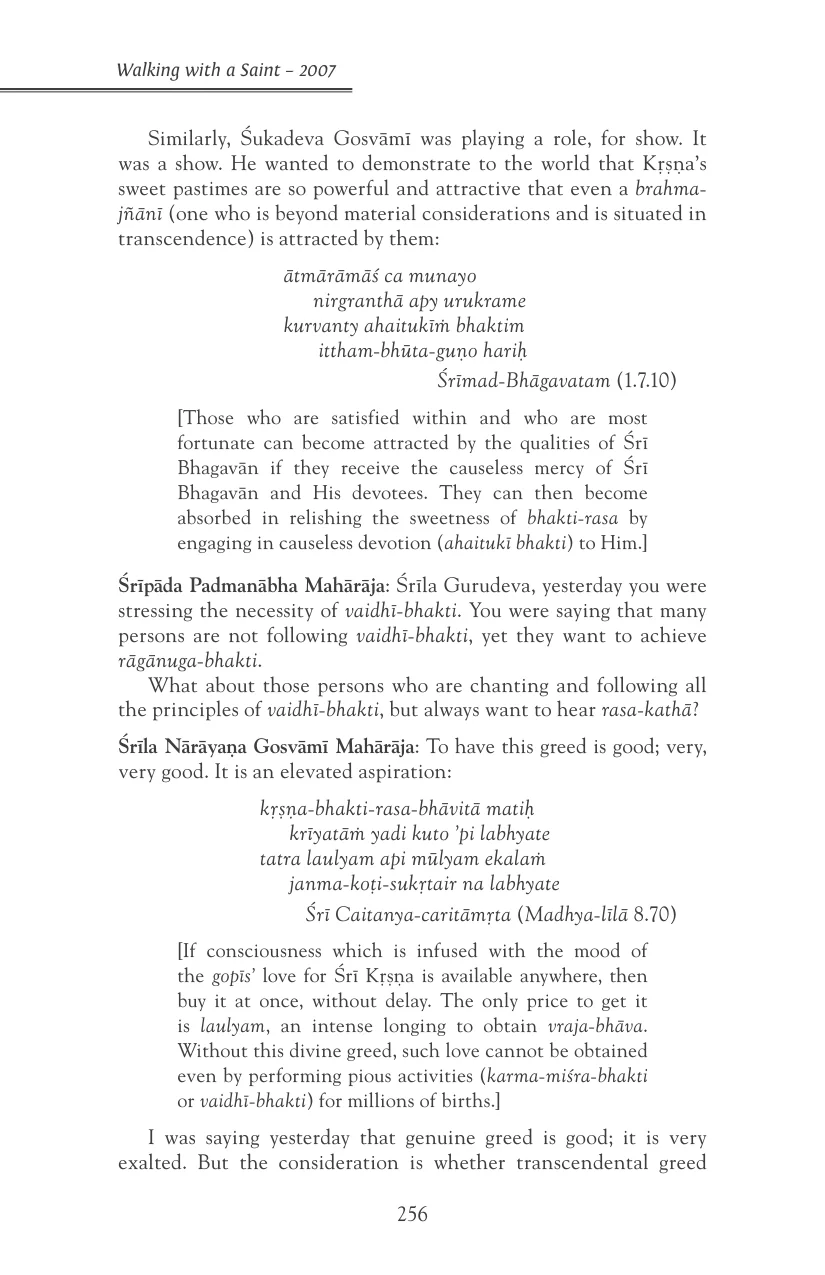 Walking with a Saint – 2007
Similarly, Śukadeva Gosvāmī was playing a role, for show. It
was a show. He wanted to demonstrate to the world that Kṛṣṇa’s
sweet pastimes are so powerful and attractive that even a brahma-
jñānī (one who is beyond material considerations and is situated in
transcendence) is attracted by them:
ātmārāmāś ca munayo
nirgranthā apy urukrame
kurvanty ahaitukīṁ bhaktim
ittham-bhūta-guṇo hariḥ
Śrīmad-Bhāgavatam (1.7.10)
[Those who are satisfied within and who are most
fortunate can become attracted by the qualities of Śrī
Bhagavān if they receive the causeless mercy of Śrī
Bhagavān and His devotees. They can then become
absorbed in relishing the sweetness of bhakti-rasa by
engaging in causeless devotion (ahaitukī bhakti) to Him.]
Śrīpāda Padmanābha Mahārāja: Śrīla Gurudeva, yesterday you were
stressing the necessity of vaidhī-bhakti. You were saying that many
persons are not following vaidhī-bhakti, yet they want to achieve
rāgānuga-bhakti.
What about those persons who are chanting and following all
the principles of vaidhī-bhakti, but always want to hear rasa-kathā?
Śrīla Nārāyaṇa Gosvāmī Mahārāja: To have this greed is good; very,
very good. It is an elevated aspiration:
kṛṣṇa-bhakti-rasa-bhāvitā matiḥ
krīyatāṁ yadi kuto ’pi labhyate
tatra laulyam api mūlyam ekalaṁ
janma-koṭi-sukṛtair na labhyate
Śrī Caitanya-caritāmṛta (Madhya-līlā 8.70)
[If consciousness which is infused with the mood of
the gopīs’ love for Śrī Kṛṣṇa is available anywhere, then
buy it at once, without delay. The only price to get it
is laulyam, an intense longing to obtain vraja-bhāva.
Without this divine greed, such love cannot be obtained
even by performing pious activities (karma-miśra-bhakti
or vaidhī-bhakti) for millions of births.]
I was saying yesterday that genuine greed is good; it is very
exalted. But the consideration is whether transcendental greed
256